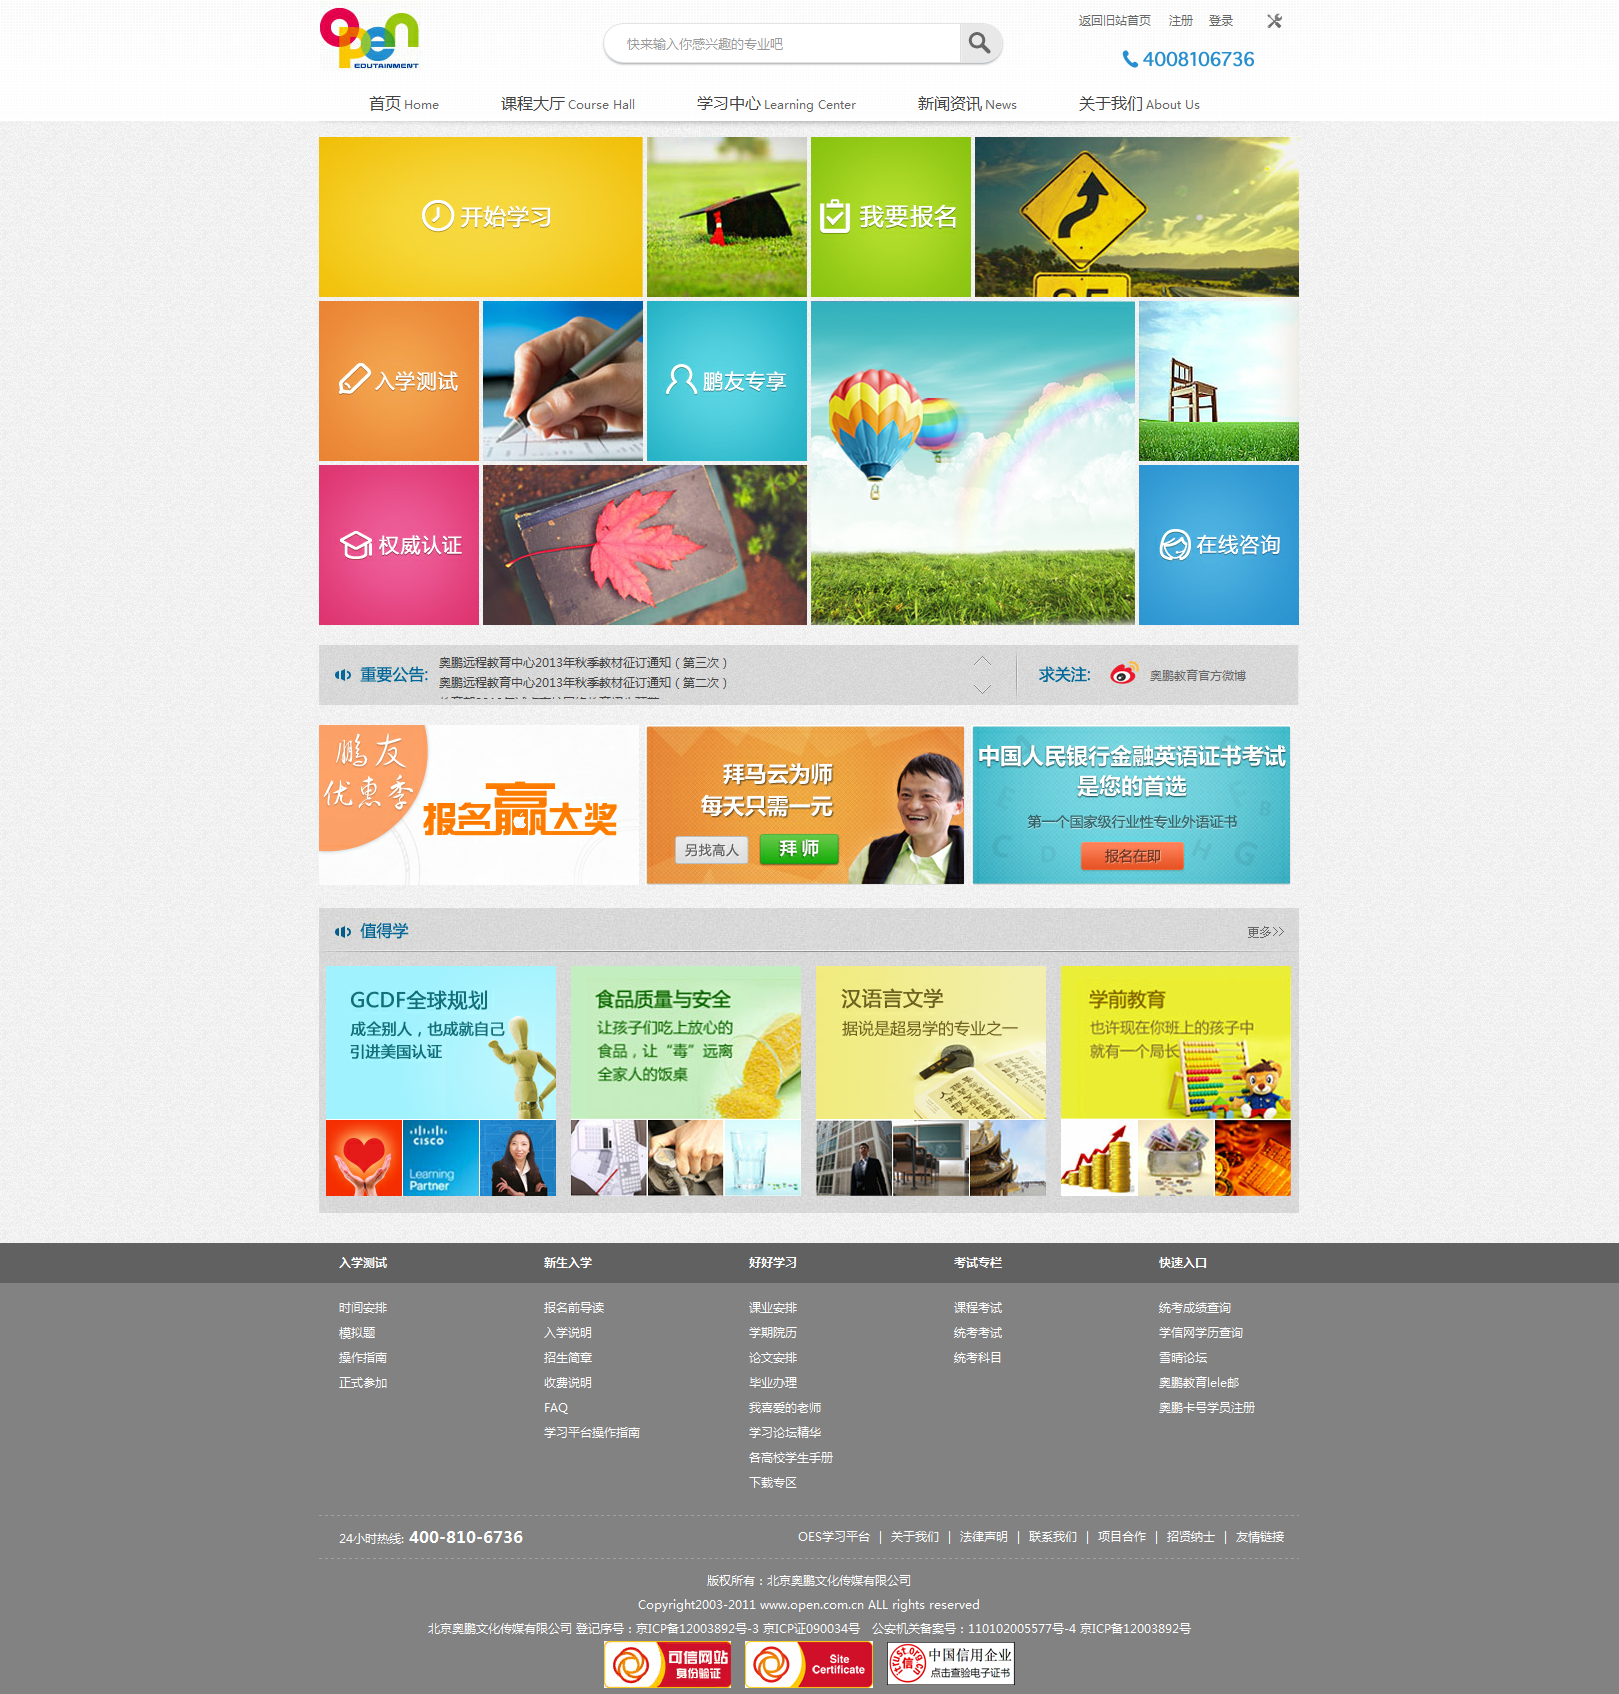 open
EDUTAINMENT
快来输入你感兴趣的专业吧
返回旧站首页 注册 登录
4008106736
首页 Home 课程大厅 Course Hall 学习中心 Learning Center 新闻资讯 News 关于我们 About Us
开始学习
我要报名
入学测试
鹏友专享
权威认证
在线咨询
重要公告:
奥鹏远程教育中心2013年秋季教材征订通知（第三次）
奥鹏远程教育中心2013年秋季教材征订通知（第二次）
求关注:
奥鹏教育官方微博
鹏友
优惠季
报名赢大奖
拜马云为师
每天只需一元
另找高人
拜师
中国人民银行金融英语证书考试
是您的首选
第一个国家级行业性专业外语证书
报名在即
值得学
更多>>
GCDF全球规划
成全别人，也成就自己
引进美国认证
CISCO
Learning
Partner
食品质量与安全
让孩子们吃上放心的
食品，让“毒”远离
全家人的饭桌
汉语言文学
据说是超易学的专业之一
学前教育
也许现在你班上的孩子中
就有一个局长
入学测试 新生入学 好好学习 考试专栏 快速入口
时间安排 报名前导读 课业安排 课程考试 统考成绩查询
模拟题 入学说明 学期院历 统考考试 学信网学历查询
操作指南 招生简章 论文安排 统考科目 雪晴论坛
正式参加 收费说明 毕业办理 奥鹏教育lele邮
FAQ 我喜爱的老师 奥鹏卡号学员注册
学习平台操作指南 学习论坛精华
各高校学生手册
下载专区
24小时热线: 400-810-6736
OES学习平台 | 关于我们 | 法律声明 | 联系我们 | 项目合作 | 招贤纳士 | 友情链接
版权所有：北京奥鹏文化传媒有限公司
Copyright2003-2011 www.open.com.cn ALL rights reserved
北京奥鹏文化传媒有限公司 登记序号：京ICP备12003892号-3 京ICP证090034号 公安机关备案号：110102005577号-4 京ICP备12003892号
可信网站
身份验证
Site
Certificate
中国信用企业
点击查验电子证书